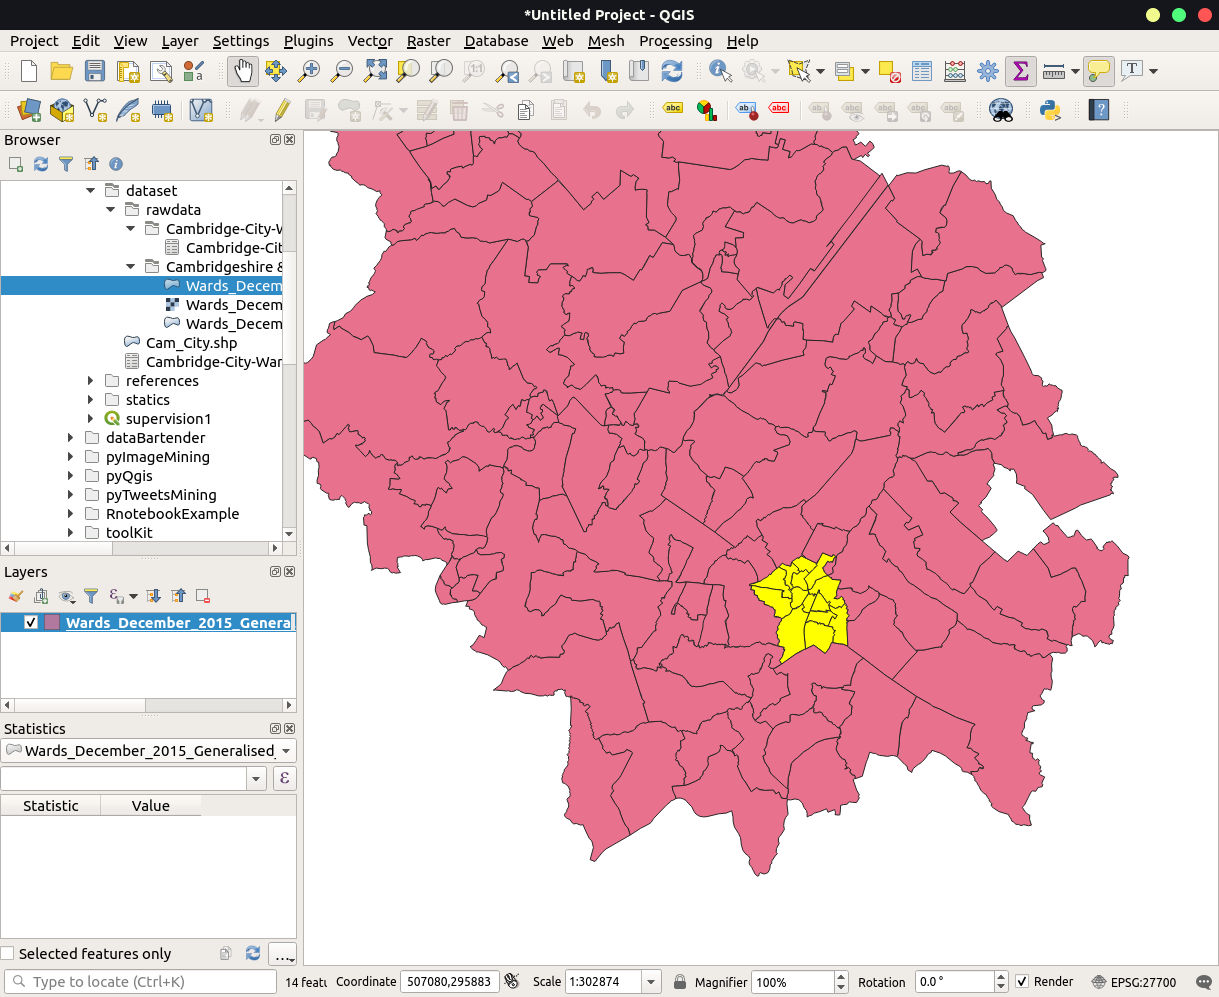 *Untitled Project - QGIS
Project Edit View Layer Settings Plugins Vector Raster Database Web Mesh Processing Help
Browser
dataset
rawdata
Cambridge-City-W
Cambridge-Cit
Cambridgeshire &
Wards_Decem
Wards_Decem
Wards_Decem
Cam_City.shp
Cambridge-City-War
references
statics
supervision1
dataBartender
pyImageMining
pyQgis
pyTweetsMining
RnotebookExample
toolKit
Layers
Wards_December_2015_Genera
Statistics
Wards_December_2015_Generalised_
ε
Statistic Value
Selected features only
...
Type to locate (Ctrl+K) 14 featu Coordinate 507080,295883 Scale 1:302874 Magnifier 100% Rotation 0.0 ° Render EPSG:27700